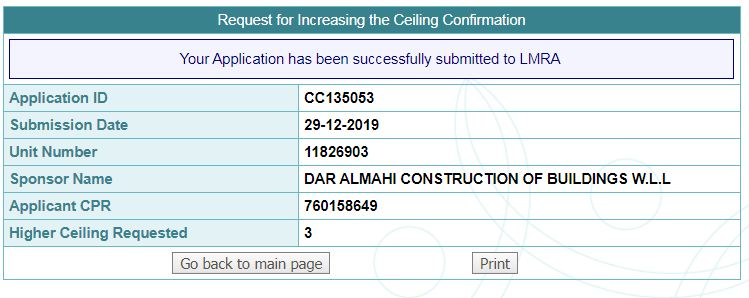 Request for Increasing the Ceiling Confirmation
Your Application has been successfully submitted to LMRA
Application ID CC135053
Submission Date 29-12-2019
Unit Number 11826903
Sponsor Name DAR ALMAHI CONSTRUCTION OF BUILDINGS W.L.L
Applicant CPR 760158649
Higher Ceiling Requested 3
Go back to main page Print